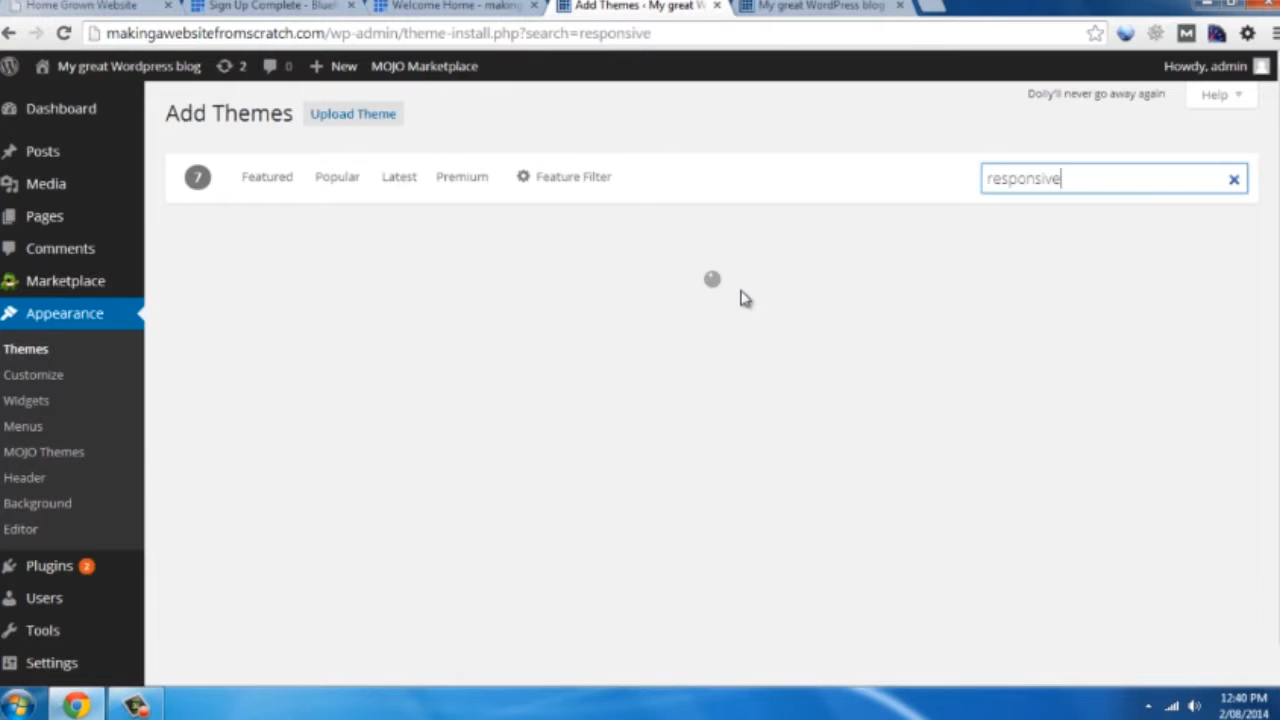 Home Grown Website
Sign Up Complete - Bluel
Welcome Home - making
Add Themes ‹ My great W
My great WordPress blog
makingawebsitefromscratch.com/wp-admin/theme-install.php?search=responsive
My great Wordpress blog
2
0
New
MOJO Marketplace
Howdy, admin
Dashboard
Posts
Media
Pages
Comments
Marketplace
Appearance
Themes
Customize
Widgets
Menus
MOJO Themes
Header
Background
Editor
Plugins 2
Users
Tools
Settings
Dolly'll never go away again
Help
Add Themes
Upload Theme
7
Featured
Popular
Latest
Premium
Feature Filter
responsive
12:40 PM
2/08/2014